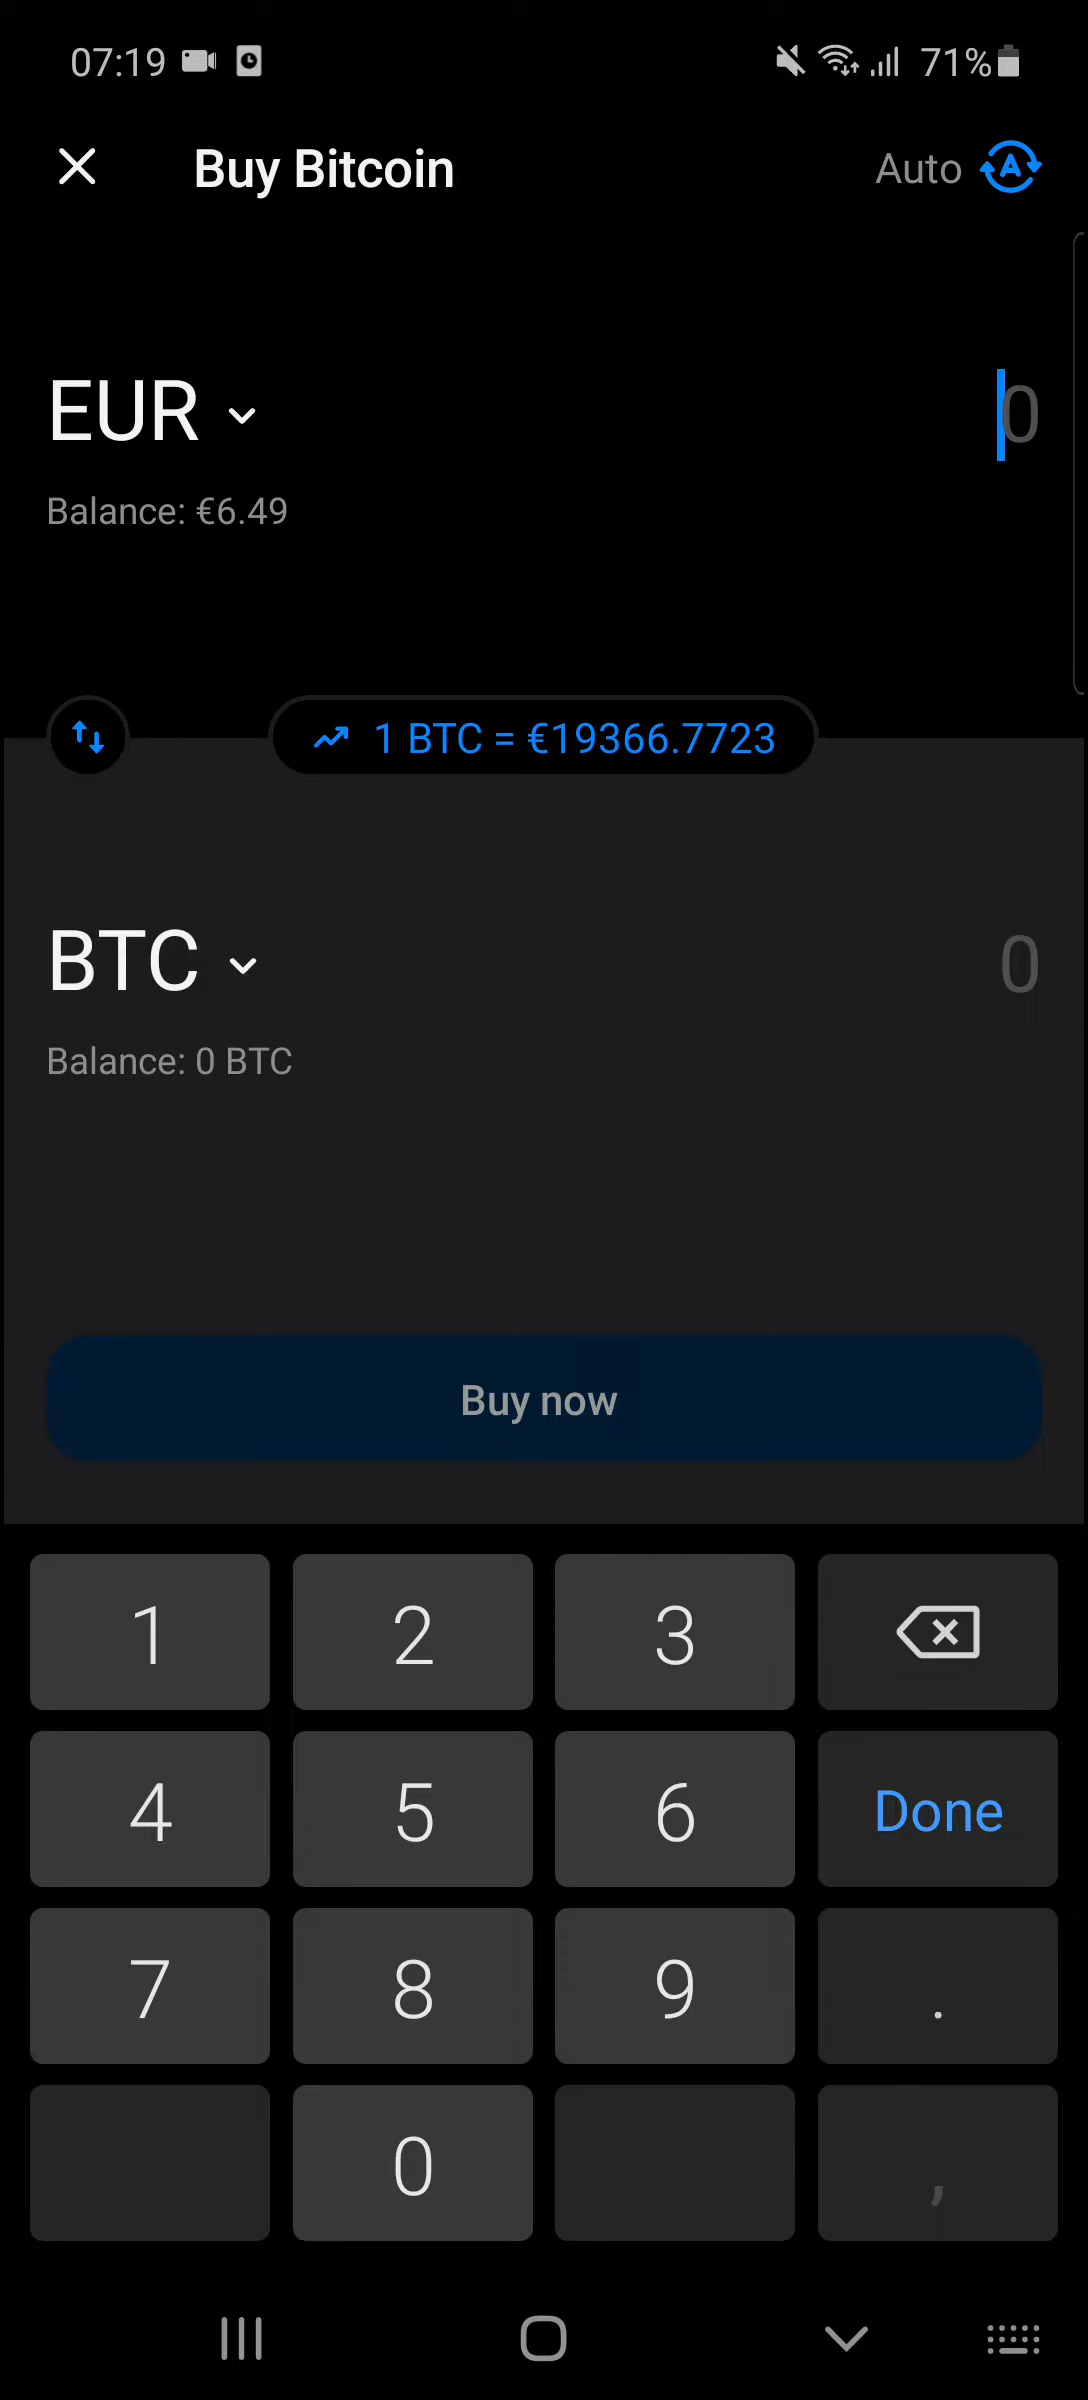 07:19 71%
Buy Bitcoin Auto A
EUR 0
Balance: €6.49
1 BTC = €19366.7723
BTC 0
Balance: 0 BTC
Buy now
1 2 3
4 5 6 Done
7 8 9 .
0 ,